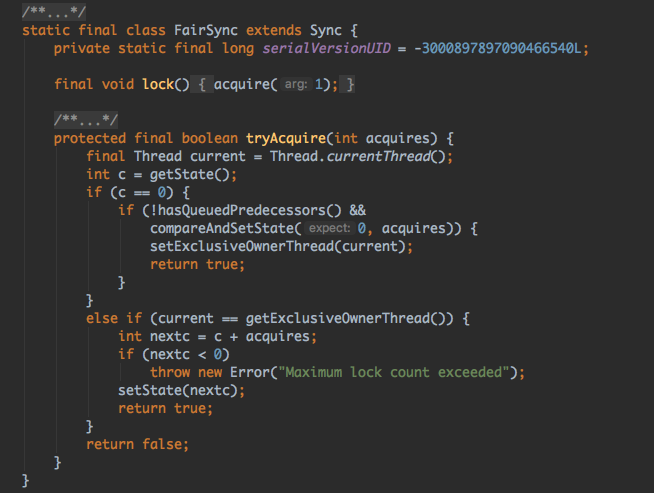 /**...*/
static final class FairSync extends Sync {
    private static final long serialVersionUID = -3000897897090466540L;

    final void lock() { acquire( arg: 1); }

    /**...*/
    protected final boolean tryAcquire(int acquires) {
        final Thread current = Thread.currentThread();
        int c = getState();
        if (c == 0) {
            if (!hasQueuedPredecessors() &&
                compareAndSetState( expect: 0, acquires)) {
                setExclusiveOwnerThread(current);
                return true;
            }
        }
        else if (current == getExclusiveOwnerThread()) {
            int nextc = c + acquires;
            if (nextc < 0)
                throw new Error("Maximum lock count exceeded");
            setState(nextc);
            return true;
        }
        return false;
    }
}